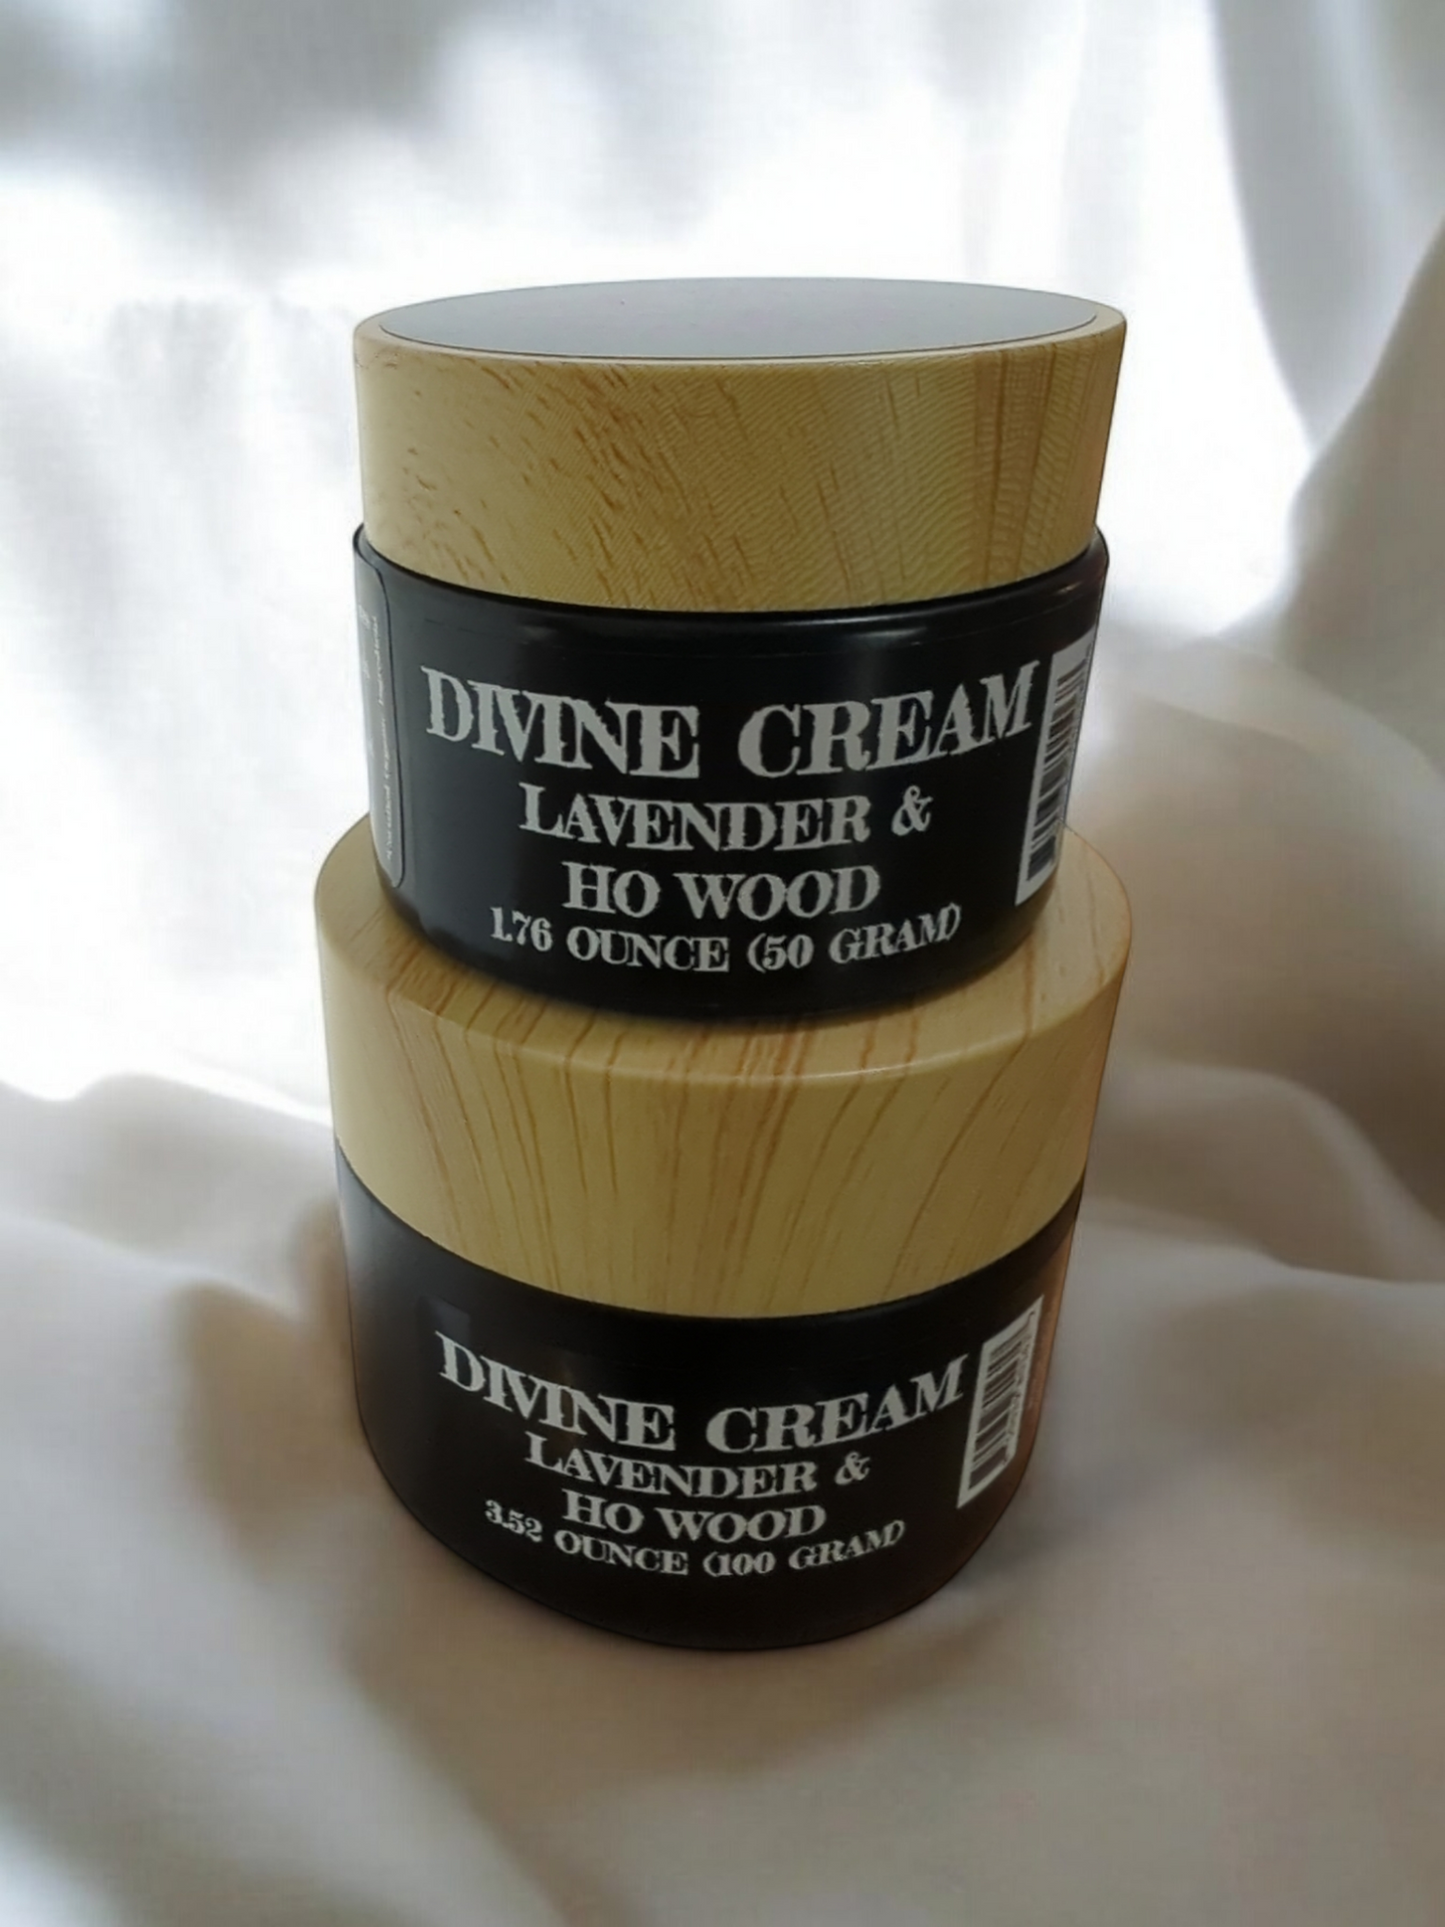 DIVINE CREAM
LAVENDER &
HO WOOD
1.76 OUNCE (50 GRAM)
DIVINE CREAM
LAVENDER &
HO WOOD
3.52 OUNCE (100 GRAM)